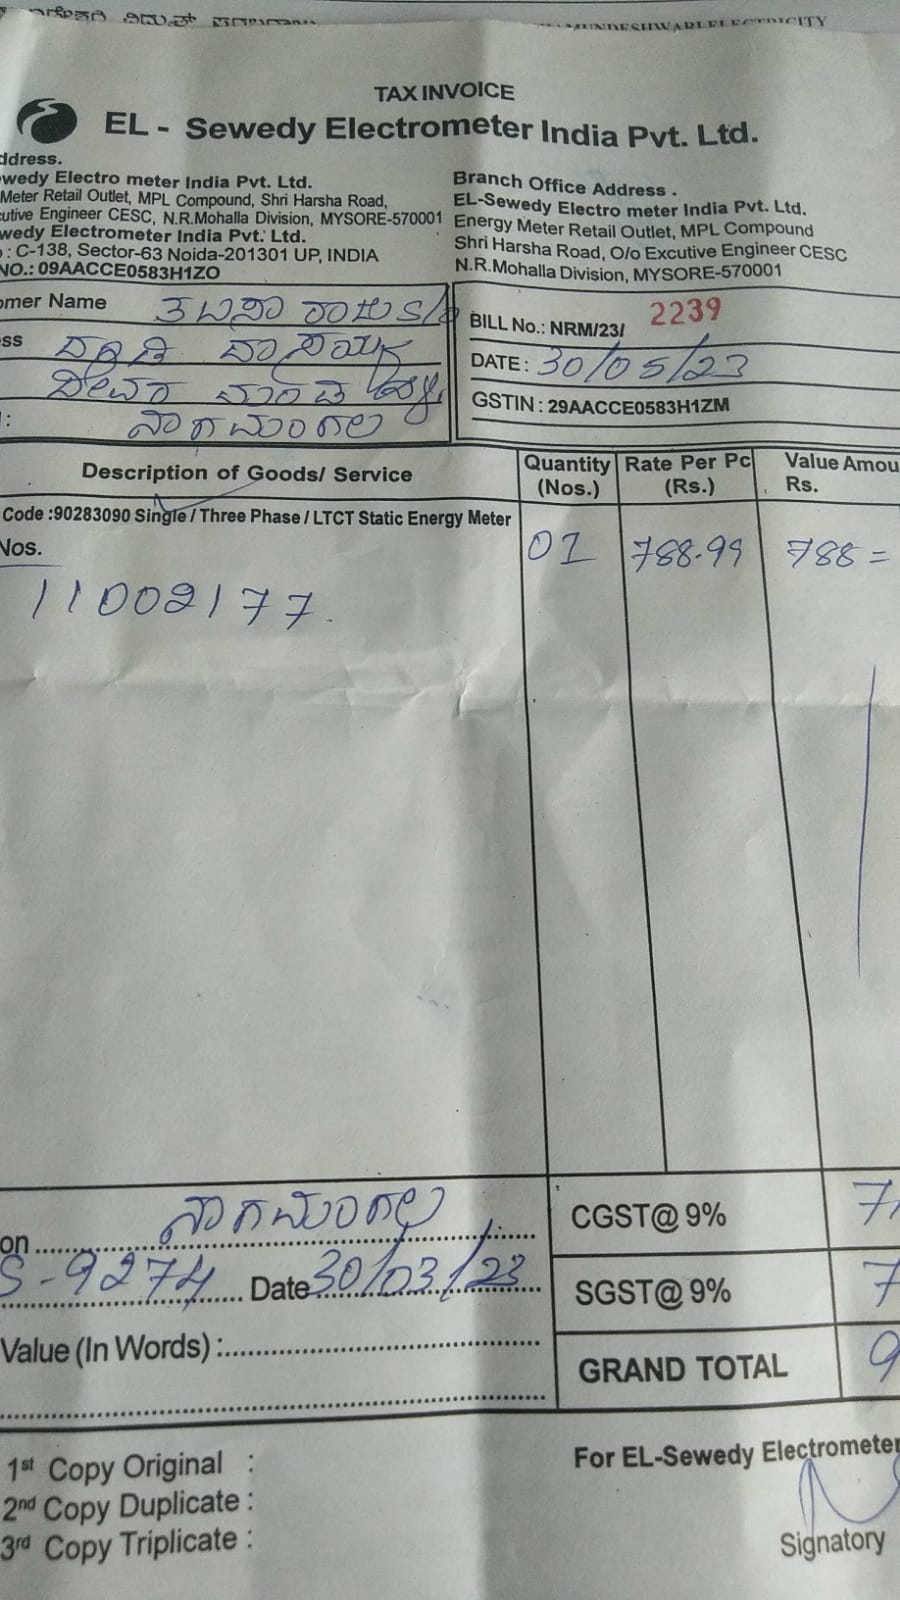 TAX INVOICE
EL - Sewedy Electrometer India Pvt. Ltd.
ddress.
wedy Electro meter India Pvt. Ltd.
Meter Retail Outlet, MPL Compound, Shri Harsha Road,
utive Engineer CESC, N.R.Mohalla Division, MYSORE-570001
wedy Electrometer India Pvt. Ltd.
: C-138, Sector-63 Noida-201301 UP, INDIA
NO.: 09AACCE0583H1ZO
Branch Office Address .
EL-Sewedy Electro meter India Pvt. Ltd.
Energy Meter Retail Outlet, MPL Compound
Shri Harsha Road, O/o Excutive Engineer CESC
N.R.Mohalla Division, MYSORE-570001
omer Name
ess
ನಾಗಮಂಗಲ
BILL No.: NRM/23/ 2239
DATE : 30/05/23
GSTIN : 29AACCE0583H1ZM
Description of Goods/ Service Quantity (Nos.) Rate Per Pc (Rs.) Value Amou Rs.
Code :90283090 Single / Three Phase / LTCT Static Energy Meter
Nos. 01 788.99 788=
11002177.
on ನಾಗಮಂಗಲ
S-9274 Date 30/03/23
Value (In Words) :
CGST@ 9% 71
SGST@ 9% 7
GRAND TOTAL 9
1st Copy Original :
2nd Copy Duplicate :
3rd Copy Triplicate :
For EL-Sewedy Electrometer
Signatory